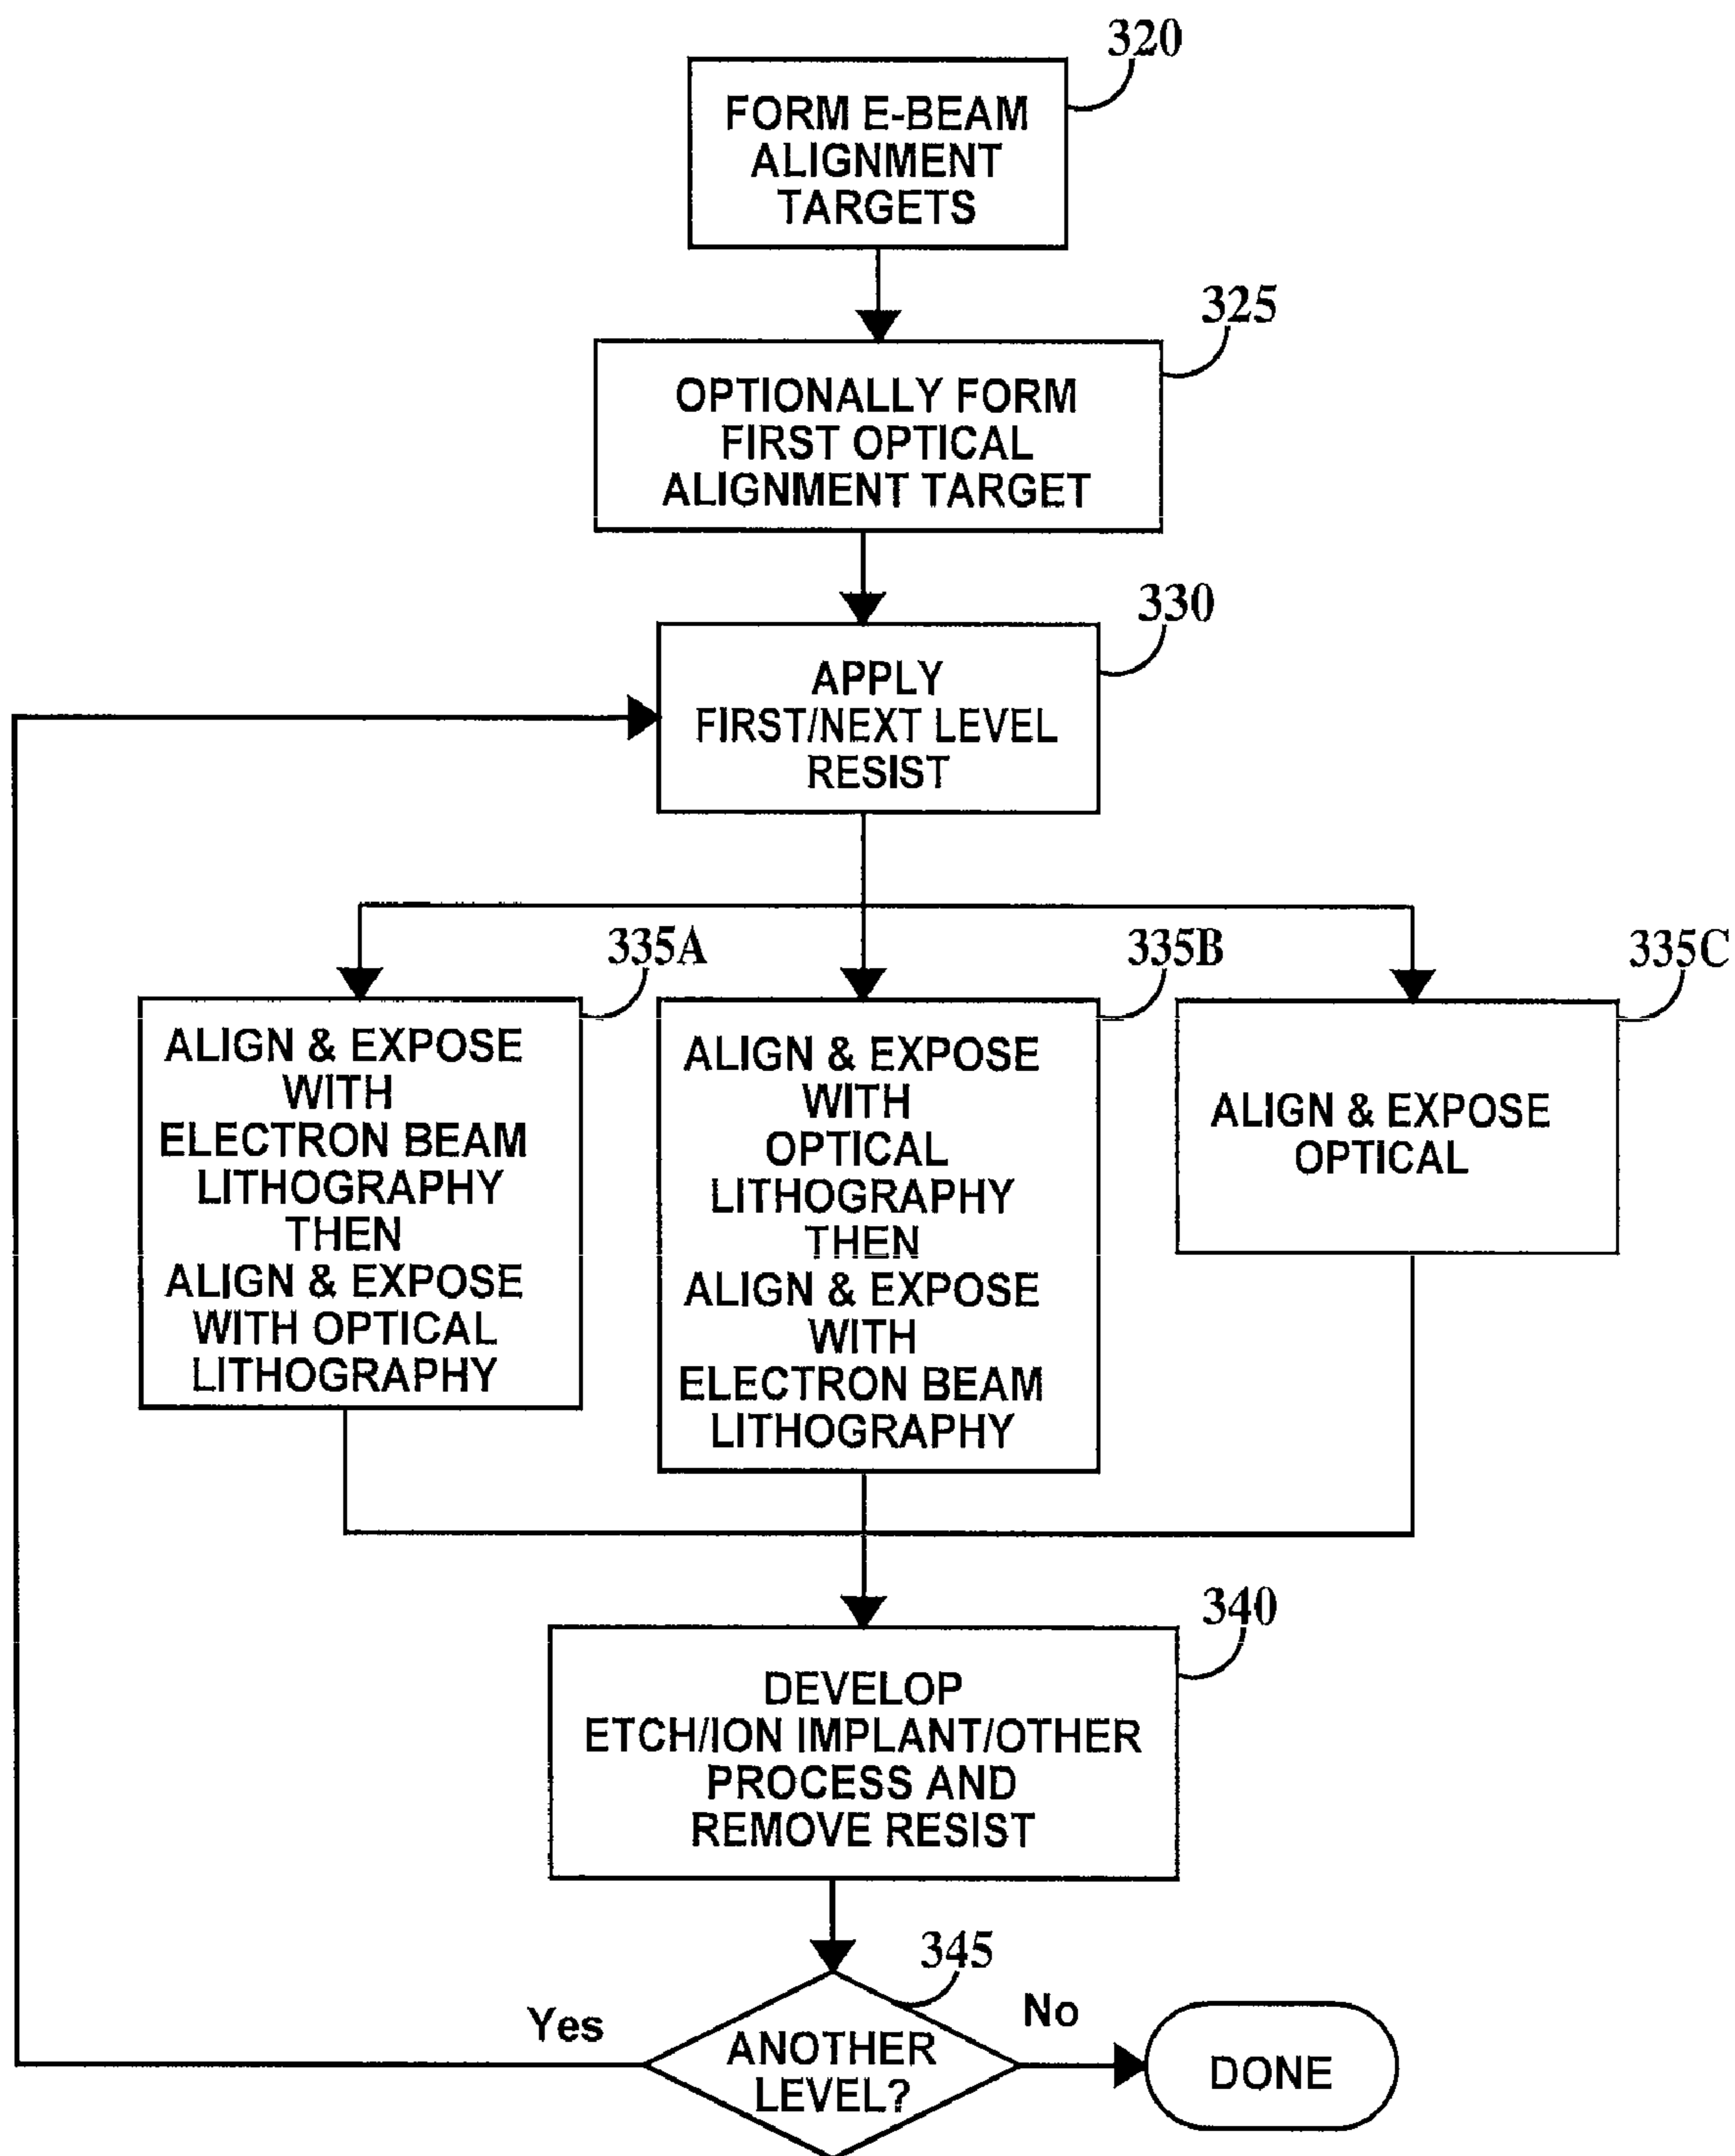 320
FORM E-BEAM
ALIGNMENT
TARGETS
325
OPTIONALLY FORM
FIRST OPTICAL
ALIGNMENT TARGET
330
APPLY
FIRST/NEXT LEVEL
RESIST
335A
ALIGN & EXPOSE
WITH
ELECTRON BEAM
LITHOGRAPHY
THEN
ALIGN & EXPOSE
WITH OPTICAL
LITHOGRAPHY
335B
ALIGN & EXPOSE
WITH
OPTICAL
LITHOGRAPHY
THEN
ALIGN & EXPOSE
WITH
ELECTRON BEAM
LITHOGRAPHY
335C
ALIGN & EXPOSE
OPTICAL
340
DEVELOP
ETCH/ION IMPLANT/OTHER
PROCESS AND
REMOVE RESIST
345
Yes
ANOTHER
LEVEL?
No
DONE